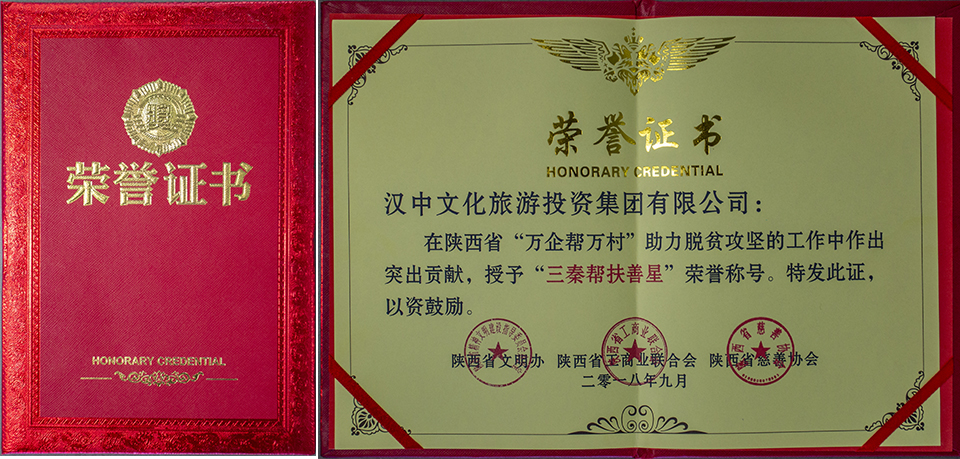 荣誉证书
HONORARY CREDENTIAL
荣誉证书
HONORARY CREDENTIAL
汉中文化旅游投资集团有限公司：
在陕西省“万企帮万村”助力脱贫攻坚的工作中作出
突出贡献，授予“三秦帮扶善星”荣誉称号。特发此证，
以资鼓励。
陕西省文明办 陕西省工商业联合会 陕西省慈善协会
二零一八年九月